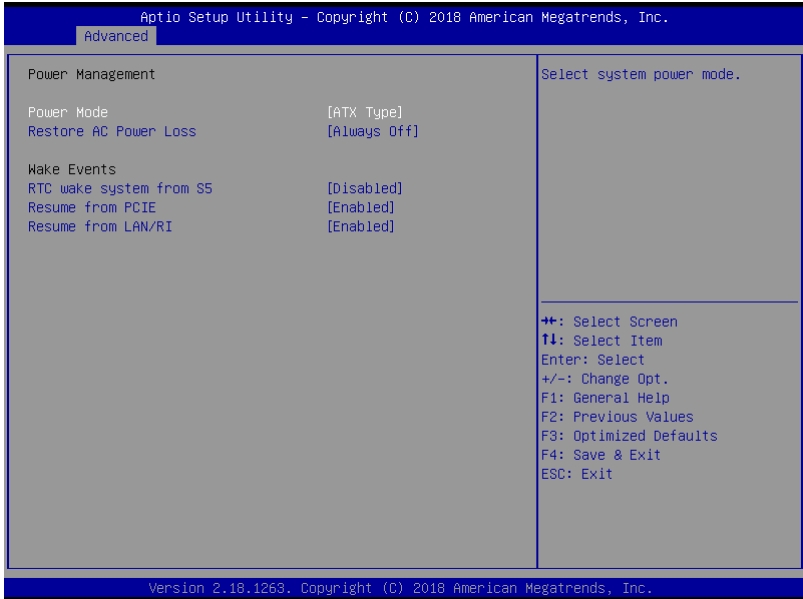 Aptio Setup Utility – Copyright (C) 2018 American Megatrends, Inc.
Advanced
Power Management
Power Mode [ATX Type]
Restore AC Power Loss [Always Off]
Wake Events
RTC wake system from S5 [Disabled]
Resume from PCIE [Enabled]
Resume from LAN/RI [Enabled]
Select system power mode.
→←: Select Screen
↑↓: Select Item
Enter: Select
+/-: Change Opt.
F1: General Help
F2: Previous Values
F3: Optimized Defaults
F4: Save & Exit
ESC: Exit
Version 2.18.1263. Copyright (C) 2018 American Megatrends, Inc.